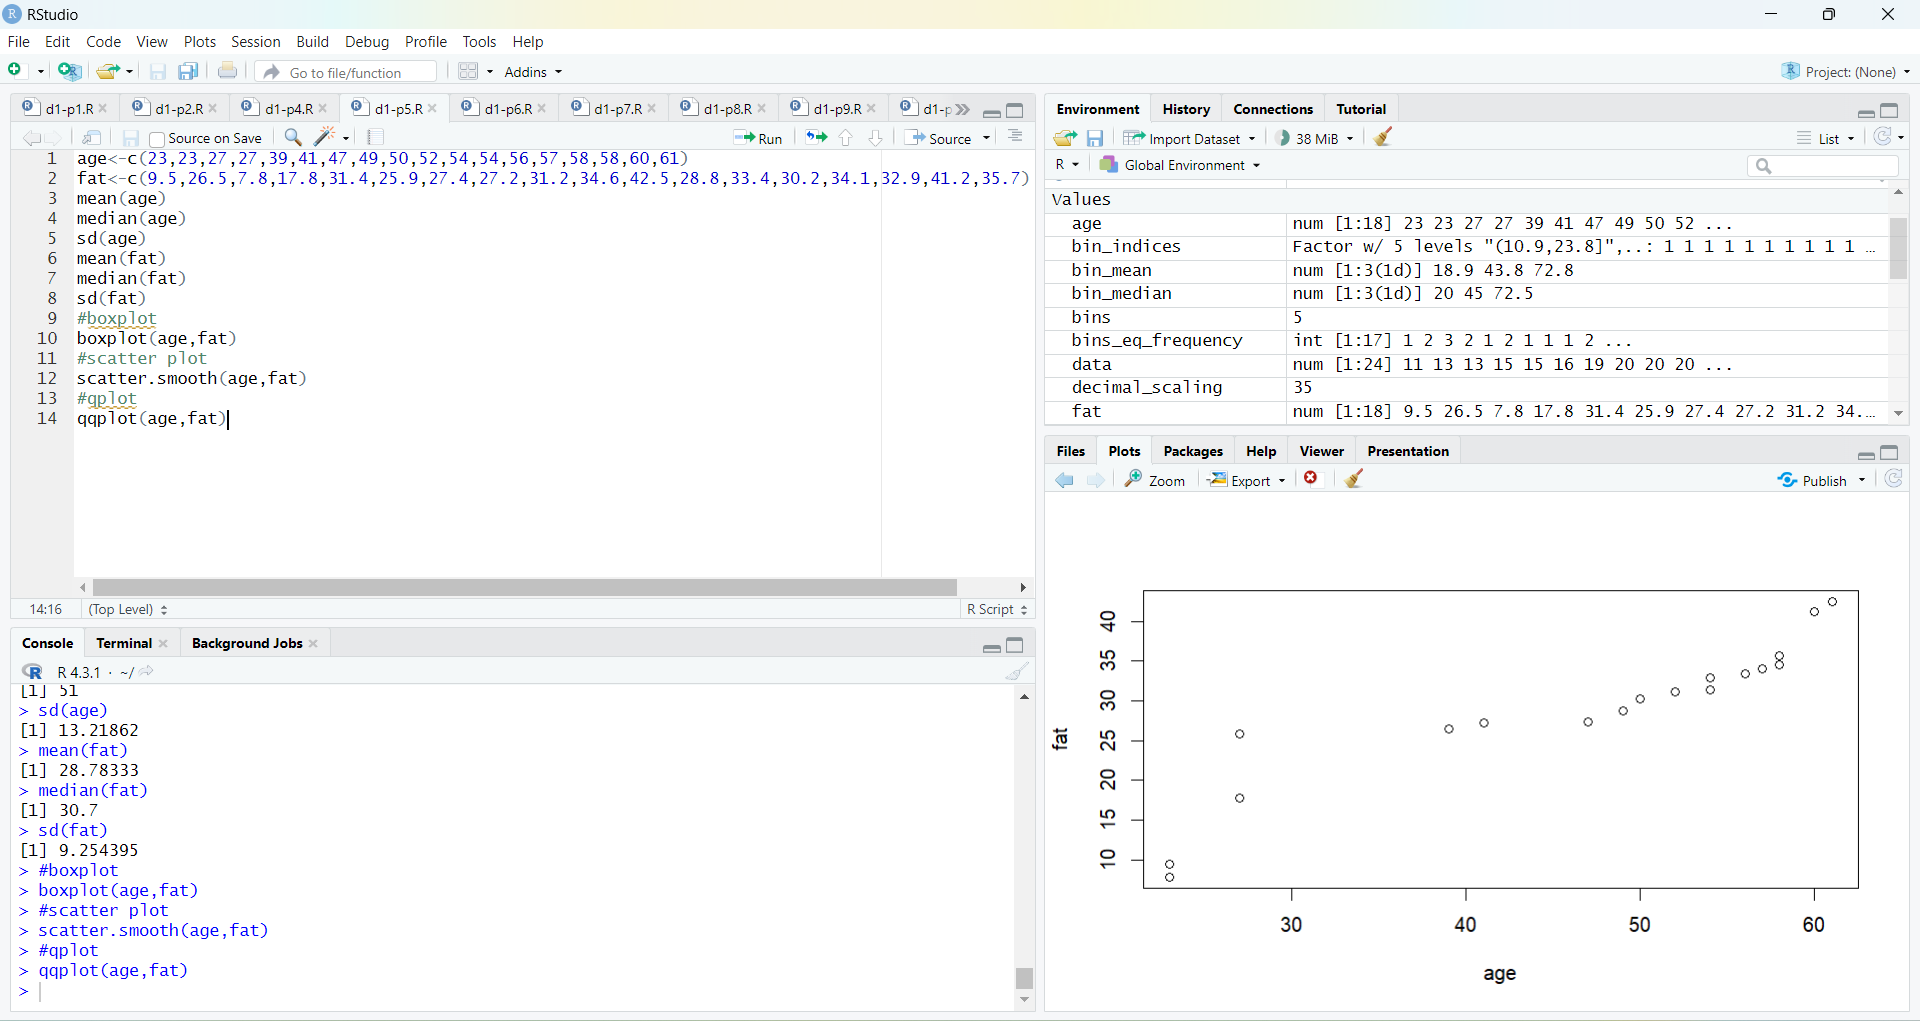 RStudio
File Edit Code View Plots Session Build Debug Profile Tools Help
Go to file/function Addins Project: (None)
d1-p1.R d1-p2.R d1-p4.R d1-p5.R d1-p6.R d1-p7.R d1-p8.R d1-p9.R d1-p
Source on Save Run Source
1 age<-c(23,23,27,27,39,41,47,49,50,52,54,54,56,57,58,58,60,61)
2 fat<-c(9.5,26.5,7.8,17.8,31.4,25.9,27.4,27.2,31.2,34.6,42.5,28.8,33.4,30.2,34.1,32.9,41.2,35.7)
3 mean(age)
4 median(age)
5 sd(age)
6 mean(fat)
7 median(fat)
8 sd(fat)
9 #boxplot
10 boxplot(age,fat)
11 #scatter plot
12 scatter.smooth(age,fat)
13 #qplot
14 qqplot(age,fat)
14:16 (Top Level) R Script
Console Terminal Background Jobs
R 4.3.1 · ~/
[1] 51
> sd(age)
[1] 13.21862
> mean(fat)
[1] 28.78333
> median(fat)
[1] 30.7
> sd(fat)
[1] 9.254395
> #boxplot
> boxplot(age,fat)
> #scatter plot
> scatter.smooth(age,fat)
> #qplot
> qqplot(age,fat)
>
Environment History Connections Tutorial
Import Dataset 38 MiB List
R Global Environment
Values
age num [1:18] 23 23 27 27 39 41 47 49 50 52 ...
bin_indices Factor w/ 5 levels "(10.9,23.8]",..: 1 1 1 1 1 1 1 1 1 1 …
bin_mean num [1:3(1d)] 18.9 43.8 72.8
bin_median num [1:3(1d)] 20 45 72.5
bins 5
bins_eq_frequency int [1:17] 1 2 3 2 1 2 1 1 1 2 ...
data num [1:24] 11 13 13 15 15 16 19 20 20 20 ...
decimal_scaling 35
fat num [1:18] 9.5 26.5 7.8 17.8 31.4 25.9 27.4 27.2 31.2 34.…
Files Plots Packages Help Viewer Presentation
Zoom Export Publish
fat
40
35
30
25
20
15
10
30 40 50 60
age